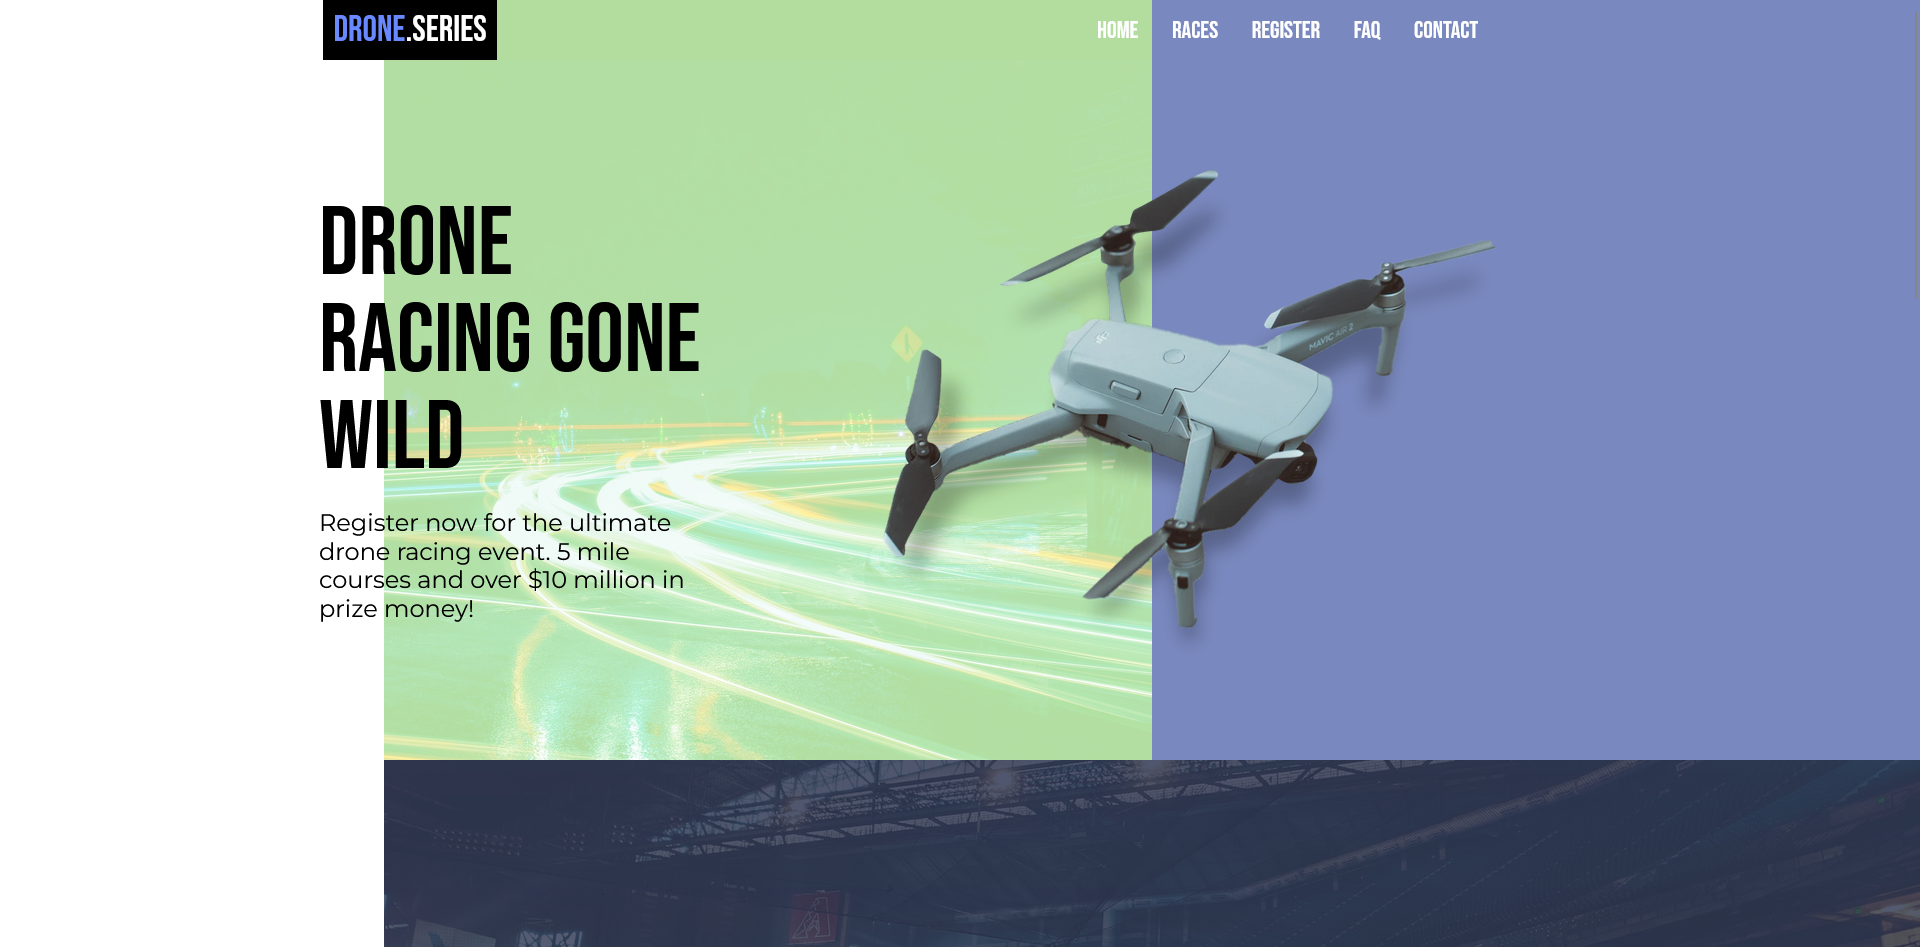 DRONE.SERIES
HOME RACES REGISTER FAQ CONTACT
DRONE
RACING GONE
WILD
Register now for the ultimate
drone racing event. 5 mile
courses and over $10 million in
prize money!
MAVIC AIR 2